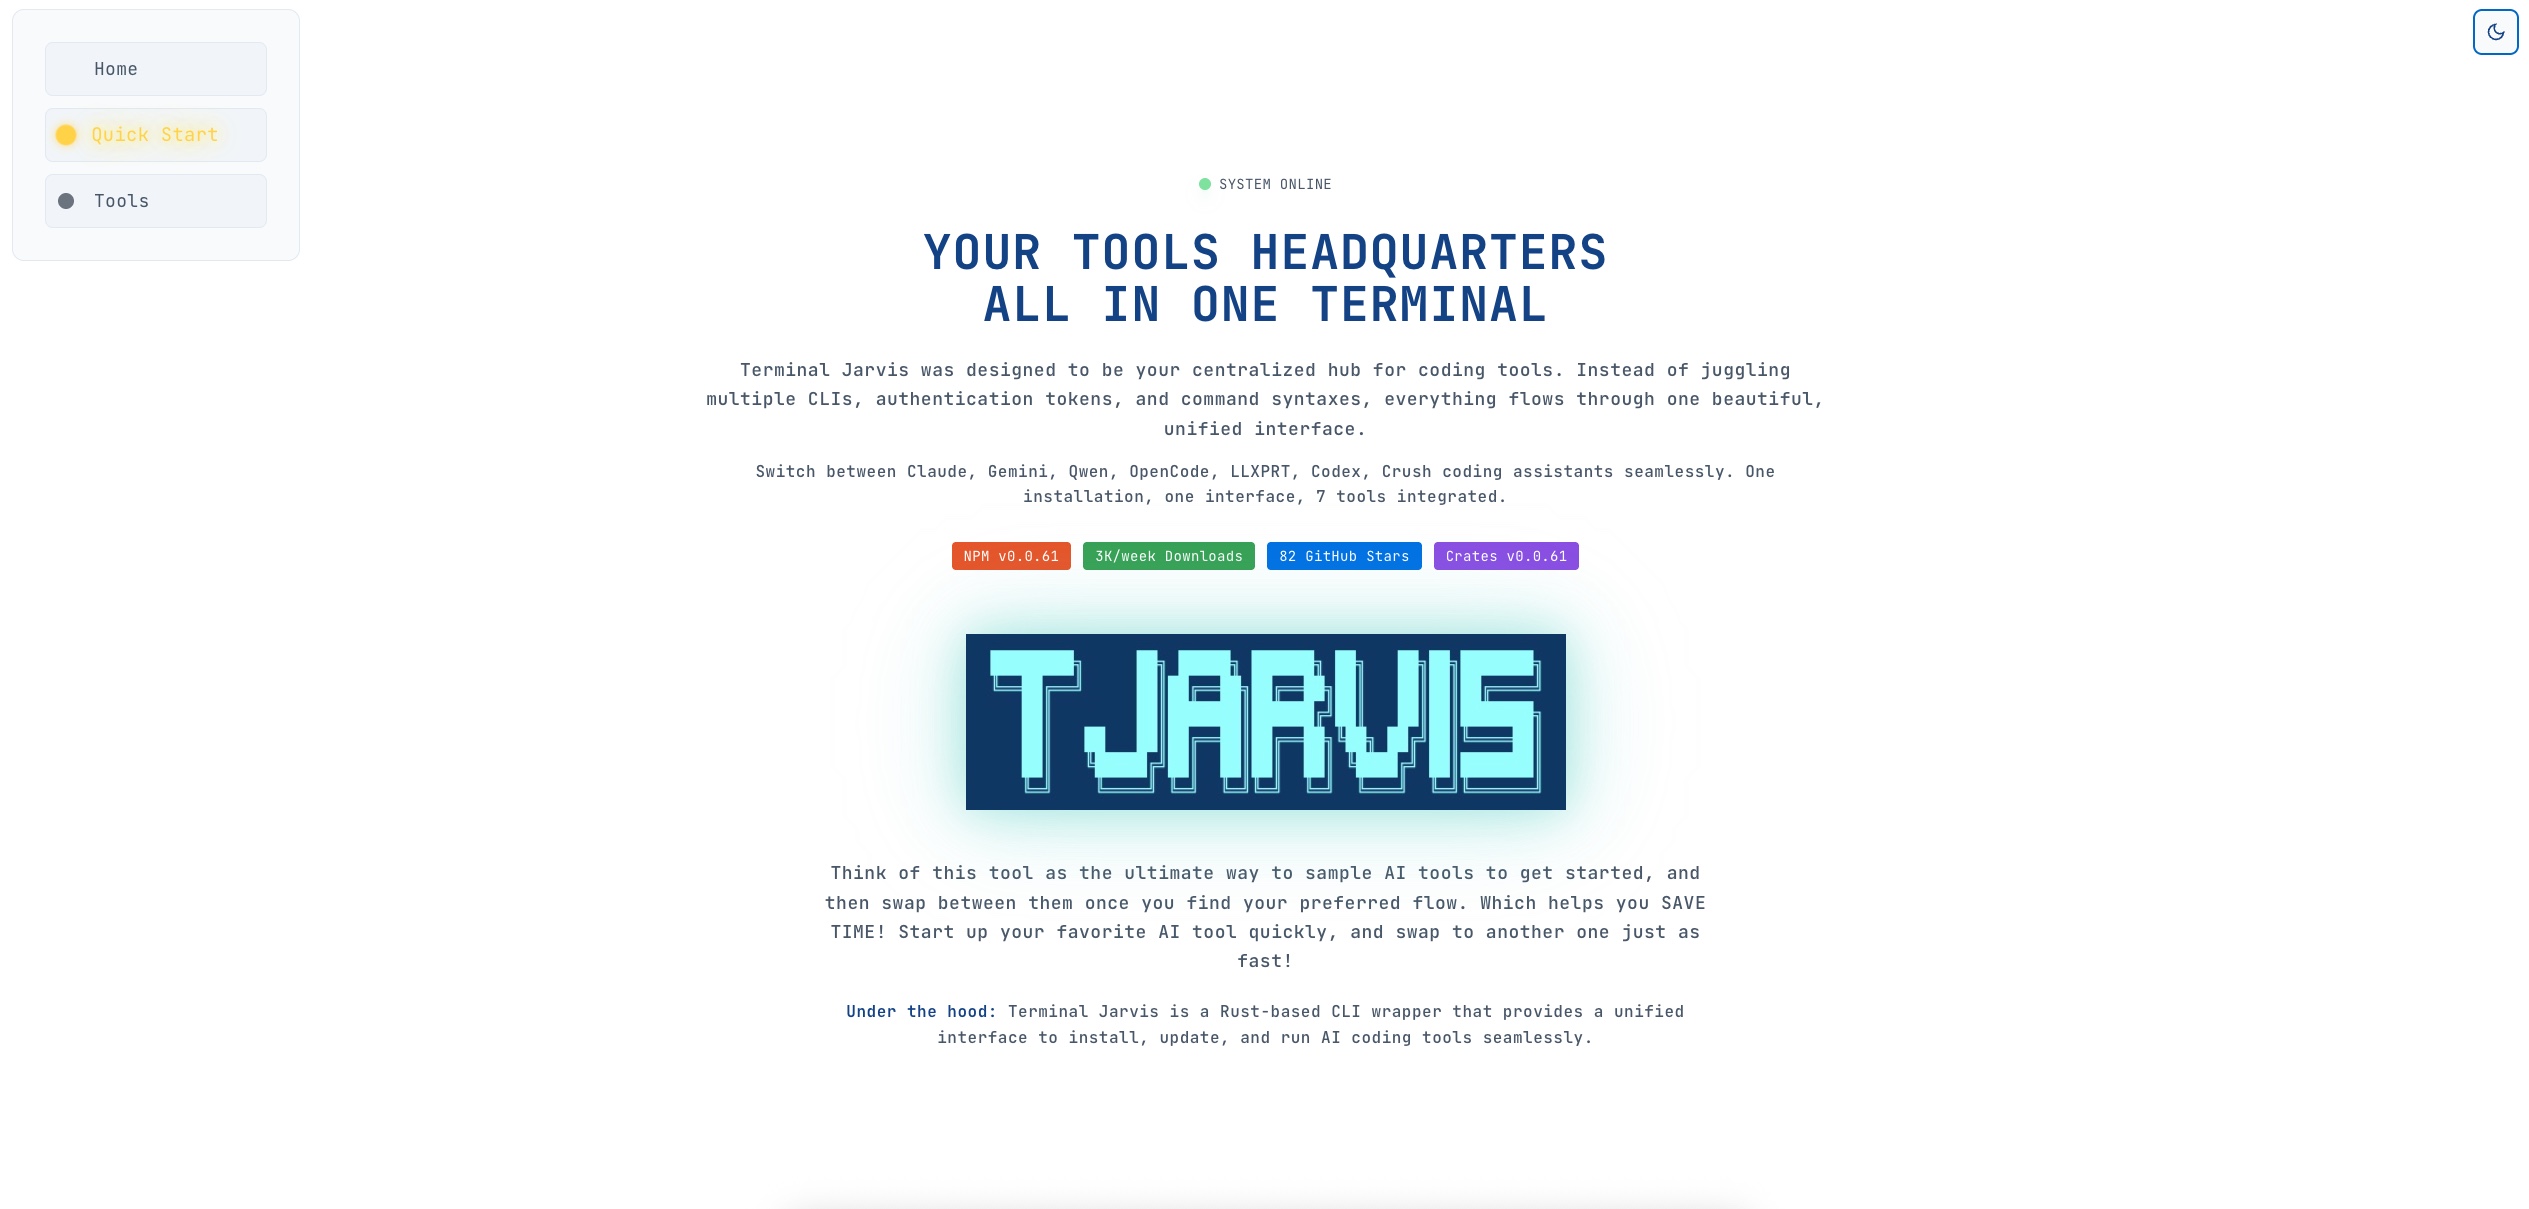 Home
Quick Start
Tools
SYSTEM ONLINE
YOUR TOOLS HEADQUARTERS
ALL IN ONE TERMINAL
Terminal Jarvis was designed to be your centralized hub for coding tools. Instead of juggling
multiple CLIs, authentication tokens, and command syntaxes, everything flows through one beautiful,
unified interface.
Switch between Claude, Gemini, Qwen, OpenCode, LLXPRT, Codex, Crush coding assistants seamlessly. One
installation, one interface, 7 tools integrated.
NPM v0.0.61
3K/week Downloads
82 GitHub Stars
Crates v0.0.61
TJARVIS
Think of this tool as the ultimate way to sample AI tools to get started, and
then swap between them once you find your preferred flow. Which helps you SAVE
TIME! Start up your favorite AI tool quickly, and swap to another one just as
fast!
Under the hood: Terminal Jarvis is a Rust-based CLI wrapper that provides a unified
interface to install, update, and run AI coding tools seamlessly.